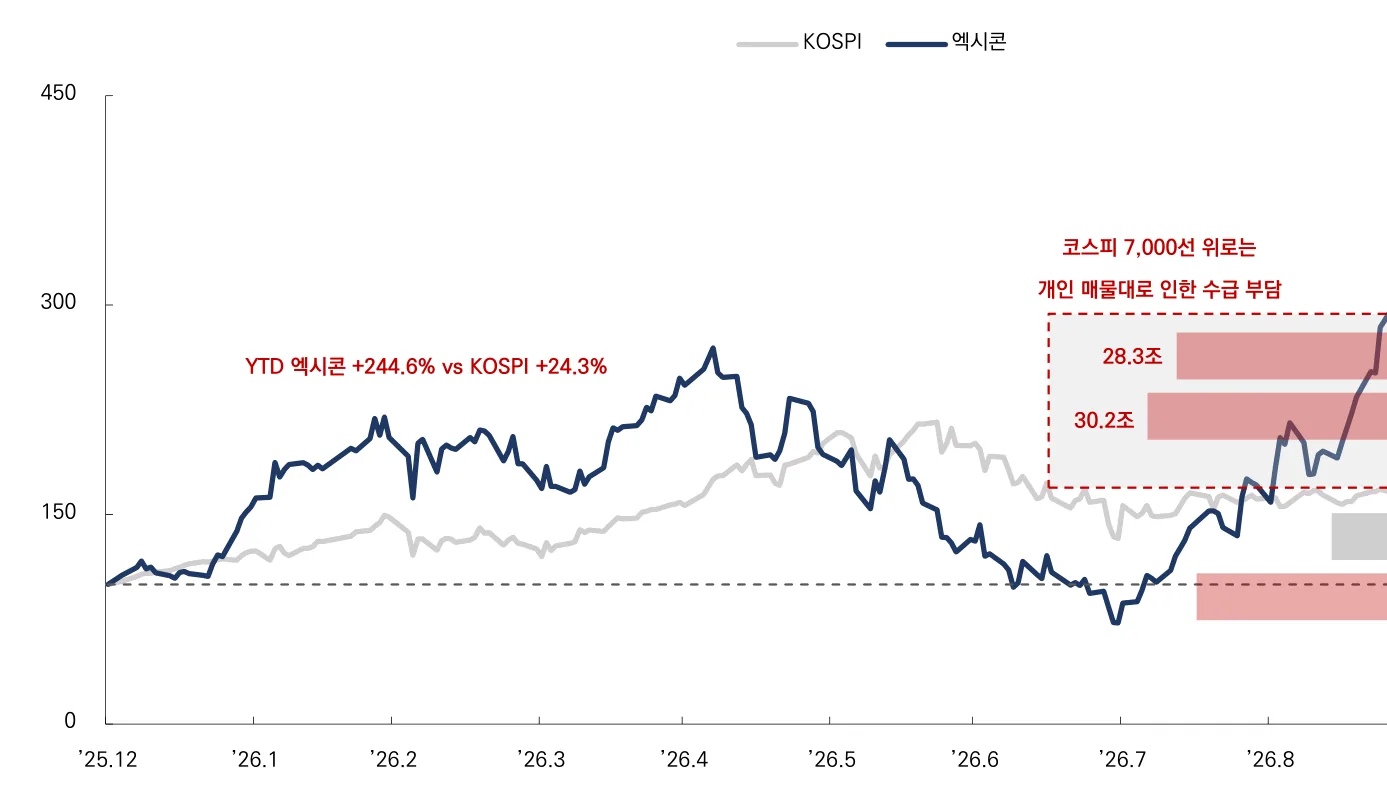 KOSPI 엑시콘
450
300
150
0
코스피 7,000선 위로는
개인 매물대로 인한 수급 부담
28.3조
30.2조
YTD 엑시콘 +244.6% vs KOSPI +24.3%
’25.12 ’26.1 ’26.2 ’26.3 ’26.4 ’26.5 ’26.6 ’26.7 ’26.8